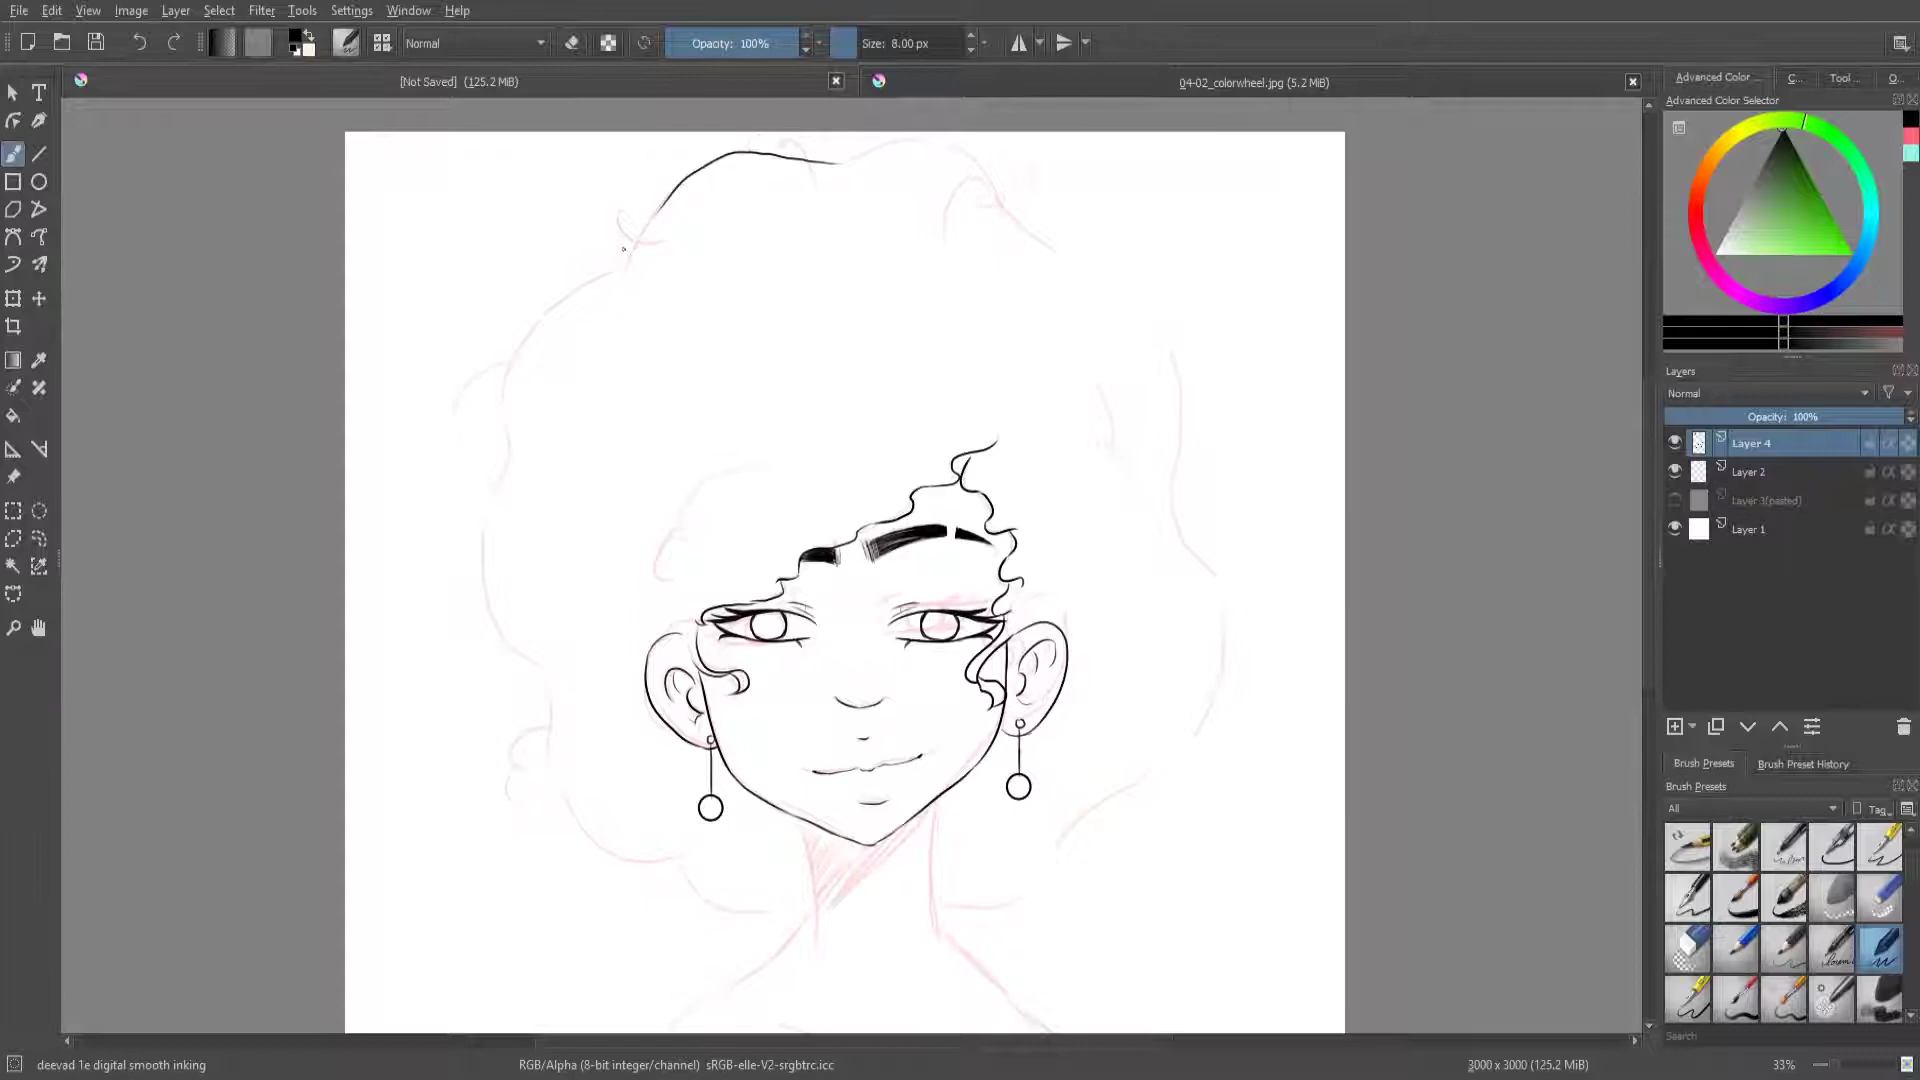 File Edit View Image Layer Select Filter Tools Settings Window Help
Normal Opacity: 100% Size: 8.00 px
[Not Saved] (125.2 MiB) 04-02_colorwheel.jpg (5.2 MiB)
Advanced Color ... C... Tool ... O...
Advanced Color Selector
Layers
Normal
Opacity: 100%
Layer 4
Layer 2
Layer 3(pasted)
Layer 1
Brush Presets Brush Preset History
Brush Presets
All Tag
Search
deevad 1e digital smooth inking RGB/Alpha (8-bit integer/channel) sRGB-elle-V2-srgbtrc.icc 3000 x 3000 (125.2 MiB) 33%